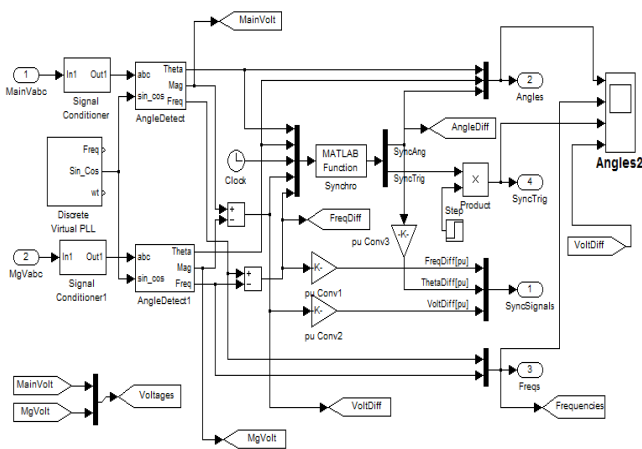 MainVolt
1
MainVabc
In1 Out1
Signal
Conditioner
abc
sin_cos
Theta
Mag
Freq
AngleDetect
2
Angles
Angles2
AngleDiff
Freq
Sin_Cos
wt
Discrete
Virtual PLL
Clock
MATLAB
Function
Synchro
SyncAng
SyncTrig
X
Product
4
SyncTrig
Step
+
-
FreqDiff
-K-
pu Conv3
VoltDiff
2
MgVabc
In1 Out1
Signal
Conditioner1
abc
sin_cos
Theta
Mag
Freq
AngleDetect1
+
-
-K-
pu Conv1
-K-
pu Conv2
FreqDiff[pu]
ThetaDiff[pu]
VoltDiff[pu]
1
SyncSignals
3
Freqs
MainVolt
MgVolt
Voltages
VoltDiff
Frequencies
MgVolt